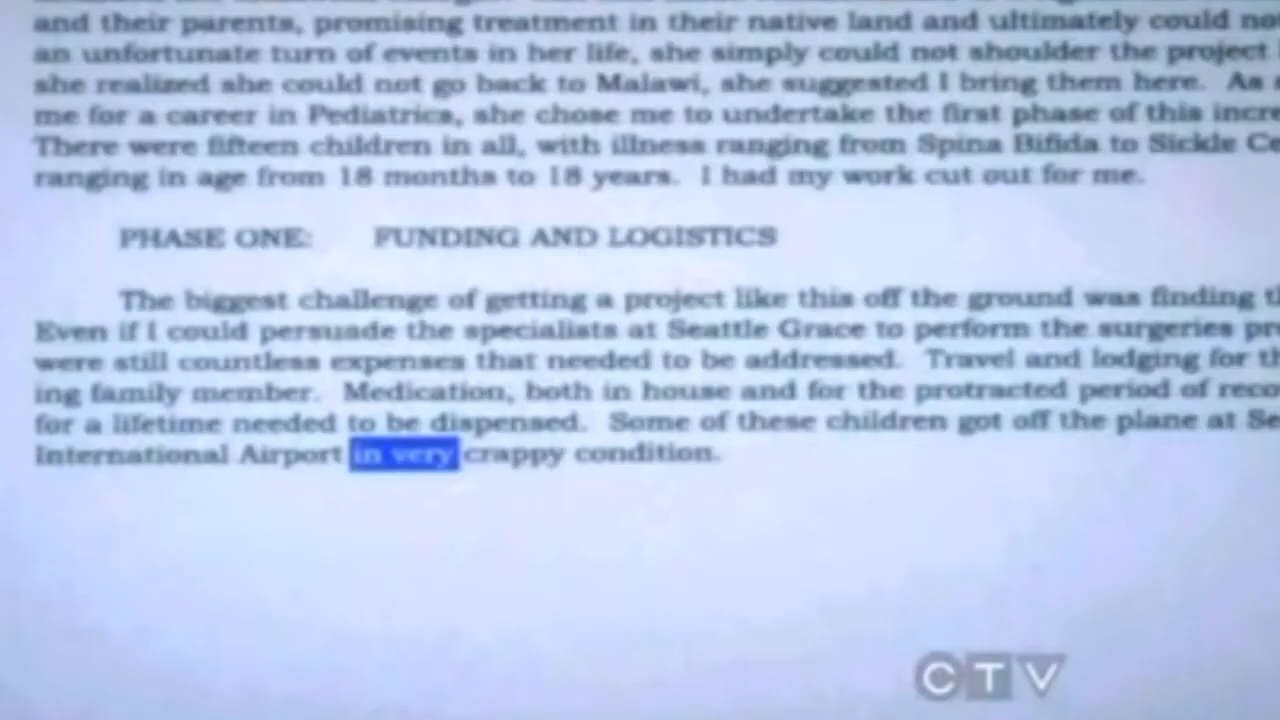 and their parents, promising treatment in their native land and ultimately could no
an unfortunate turn of events in her life, she simply could not shoulder the project
she realized she could not go back to Malawi, she suggested I bring them here. As
me for a career in Pediatrics, she chose me to undertake the first phase of this incre
There were fifteen children in all, with illness ranging from Spina Bifida to Sickle Ce
ranging in age from 18 months to 18 years. I had my work cut out for me.
PHASE ONE: FUNDING AND LOGISTICS
The biggest challenge of getting a project like this off the ground was finding t
Even if I could persuade the specialists at Seattle Grace to perform the surgeries pr
were still countless expenses that needed to be addressed. Travel and lodging for th
ing family member. Medication, both in house and for the protracted period of reco
for a lifetime needed to be dispensed. Some of these children got off the plane at Se
International Airport in very crappy condition.
CTV